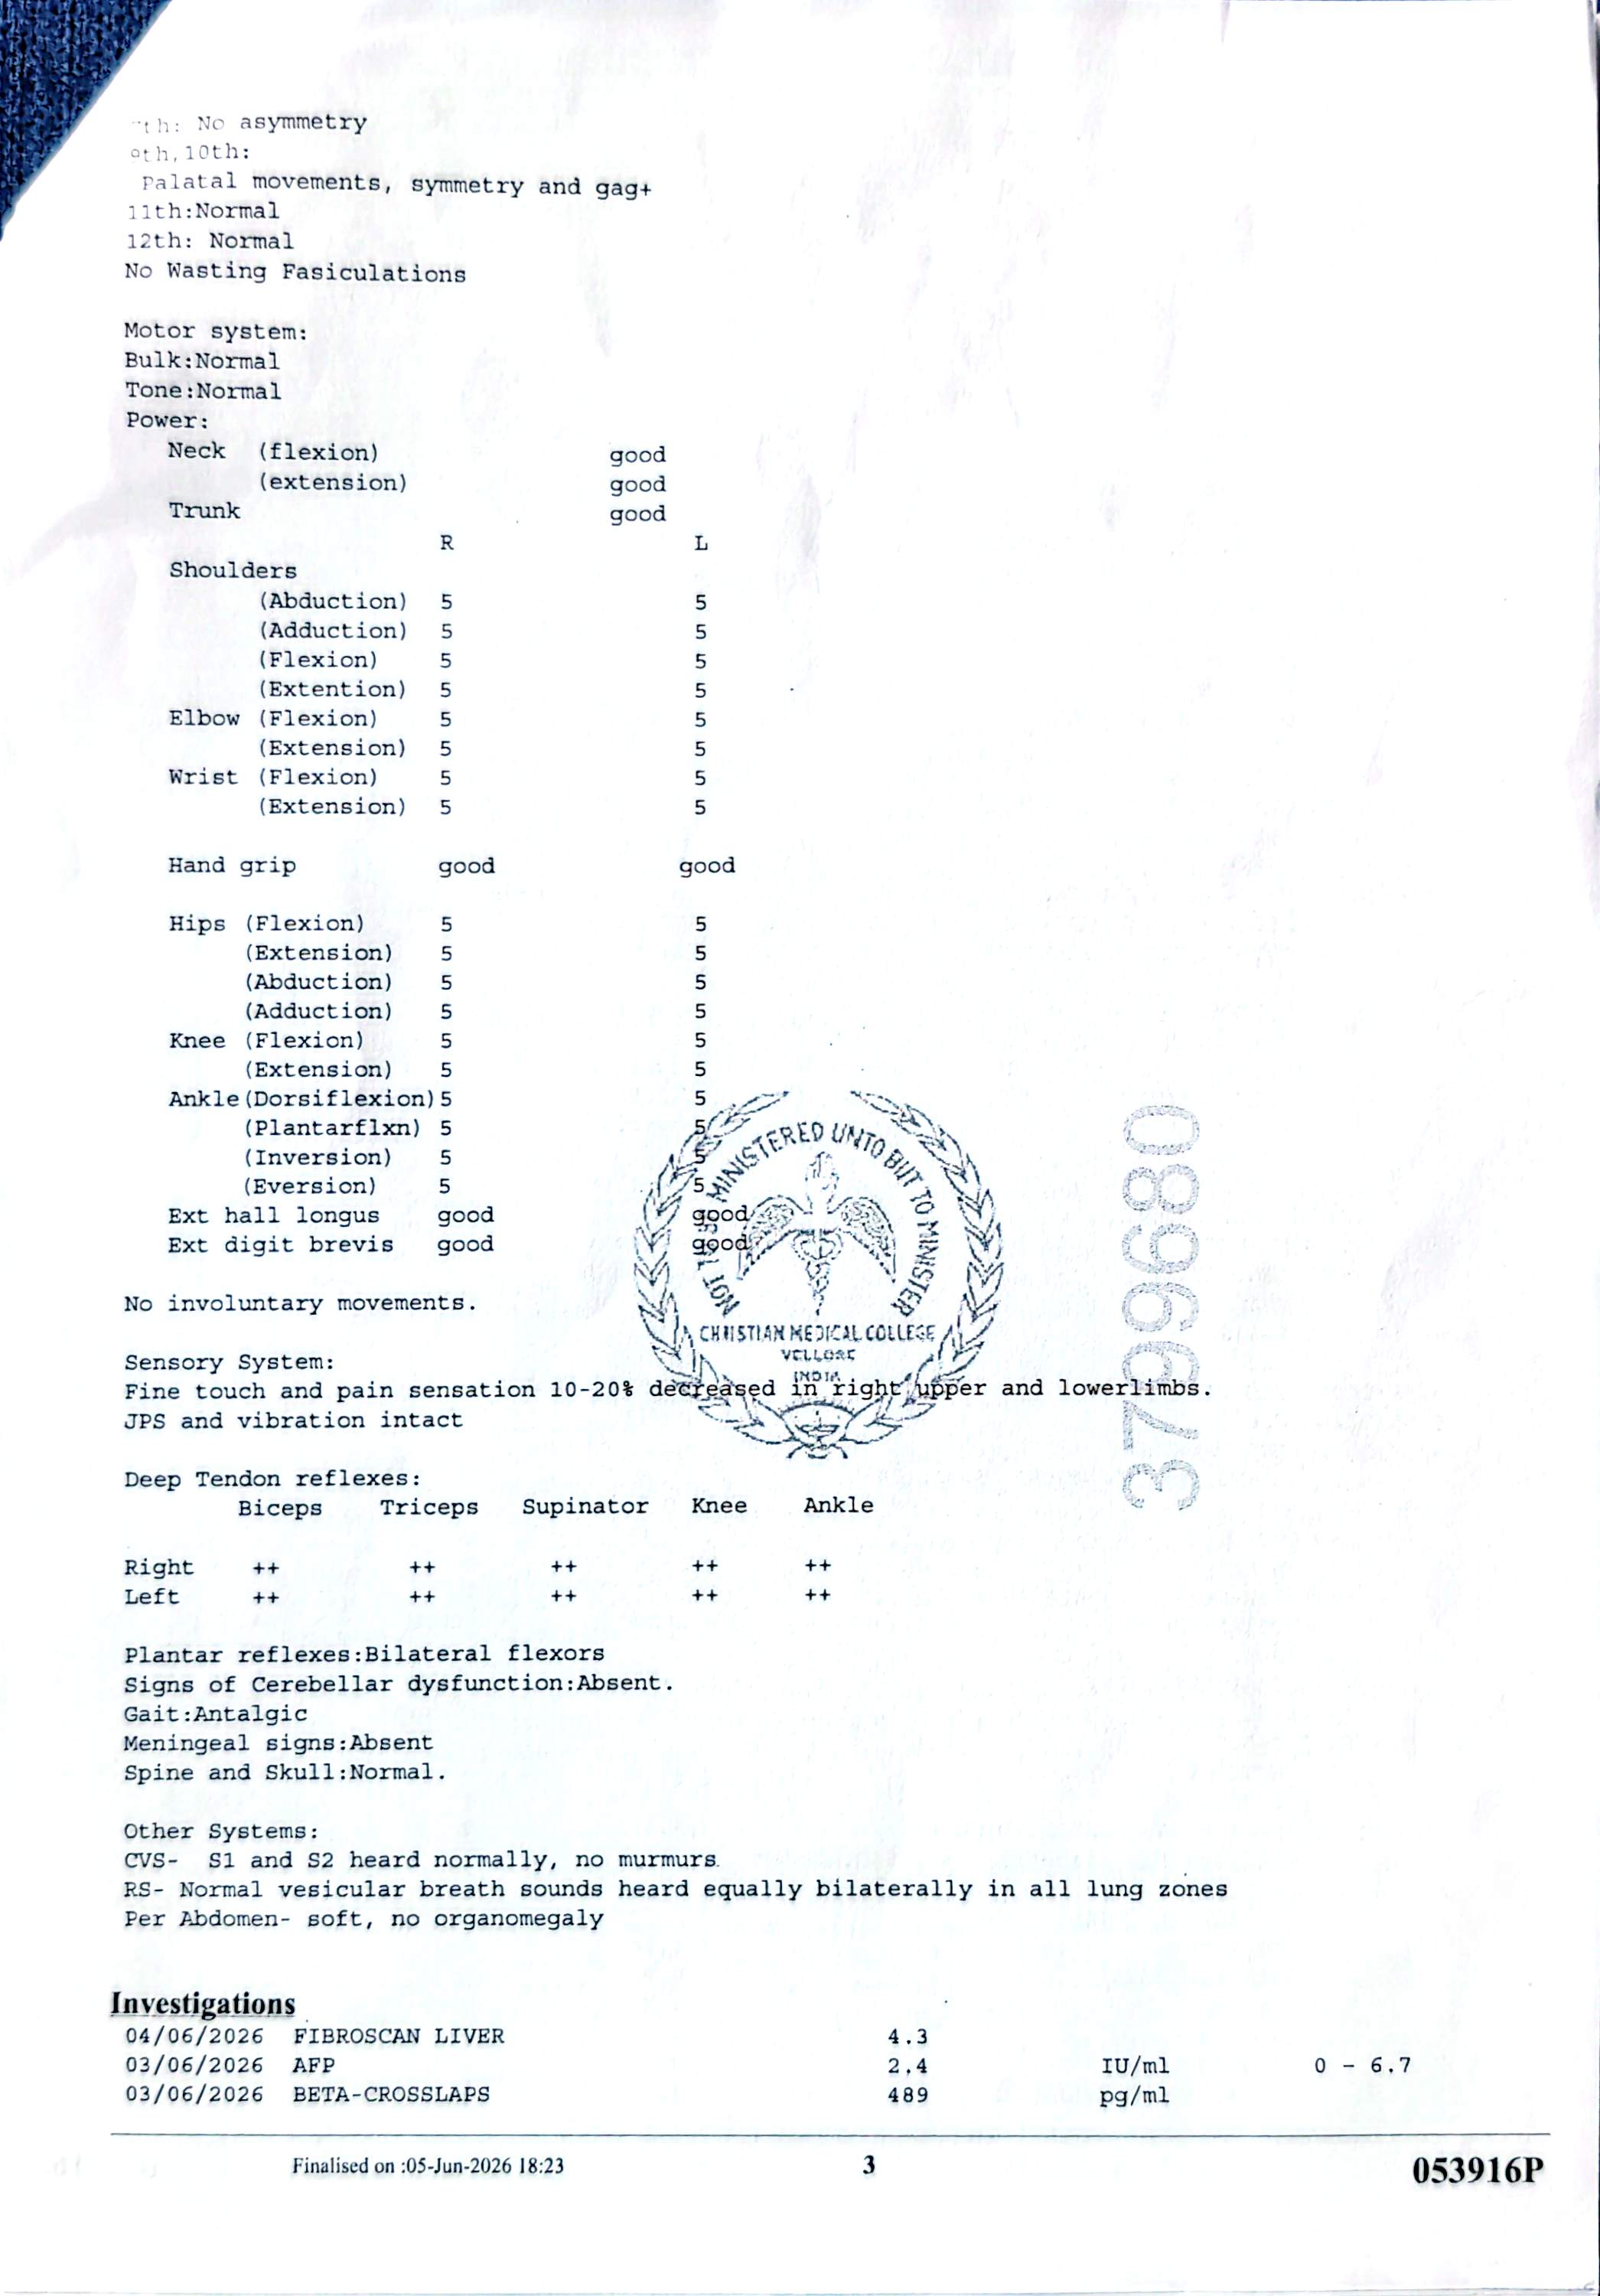 7th: No asymmetry
9th,10th:
Palatal movements, symmetry and gag+
11th:Normal
12th: Normal
No Wasting Fasiculations
Motor system:
Bulk:Normal
Tone:Normal
Power:
Neck (flexion) good
(extension) good
Trunk good
R L
Shoulders
(Abduction) 5 5
(Adduction) 5 5
(Flexion) 5 5
(Extention) 5 5
Elbow (Flexion) 5 5
(Extension) 5 5
Wrist (Flexion) 5 5
(Extension) 5 5
Hand grip good good
Hips (Flexion) 5 5
(Extension) 5 5
(Abduction) 5 5
(Adduction) 5 5
Knee (Flexion) 5 5
(Extension) 5 5
Ankle(Dorsiflexion)5 5
(Plantarflxn) 5 5
(Inversion) 5 5
(Eversion) 5 5
Ext hall longus good good
Ext digit brevis good good
NOT TO BE MINISTERED UNTO BUT TO MINISTER
CHRISTIAN MEDICAL COLLEGE
VELLORE
INDIA
3799680
No involuntary movements.
Sensory System:
Fine touch and pain sensation 10-20% decreased in right upper and lowerlimbs.
JPS and vibration intact
Deep Tendon reflexes:
Biceps Triceps Supinator Knee Ankle
Right ++ ++ ++ ++ ++
Left ++ ++ ++ ++ ++
Plantar reflexes:Bilateral flexors
Signs of Cerebellar dysfunction:Absent.
Gait:Antalgic
Meningeal signs:Absent
Spine and Skull:Normal.
Other Systems:
CVS- S1 and S2 heard normally, no murmurs.
RS- Normal vesicular breath sounds heard equally bilaterally in all lung zones
Per Abdomen- soft, no organomegaly
Investigations
04/06/2026 FIBROSCAN LIVER 4.3
03/06/2026 AFP 2.4 IU/ml 0 - 6.7
03/06/2026 BETA-CROSSLAPS 489 pg/ml
Finalised on :05-Jun-2026 18:23 3 053916P